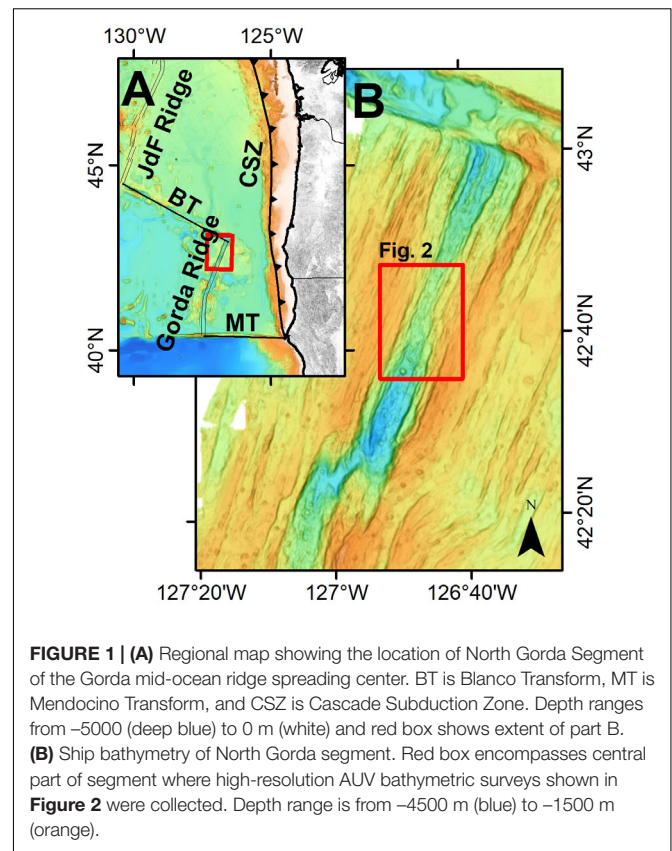 130°W
125°W
A
JdF Ridge
CSZ
45°N
BT
Gorda Ridge
MT
40°N
B
43°N
Fig. 2
42°40'N
N
42°20'N
127°20'W
127°W
126°40'W
FIGURE 1 | (A) Regional map showing the location of North Gorda Segment
of the Gorda mid-ocean ridge spreading center. BT is Blanco Transform, MT is
Mendocino Transform, and CSZ is Cascade Subduction Zone. Depth ranges
from –5000 (deep blue) to 0 m (white) and red box shows extent of part B.
(B) Ship bathymetry of North Gorda segment. Red box encompasses central
part of segment where high-resolution AUV bathymetric surveys shown in
Figure 2 were collected. Depth range is from –4500 m (blue) to –1500 m
(orange).